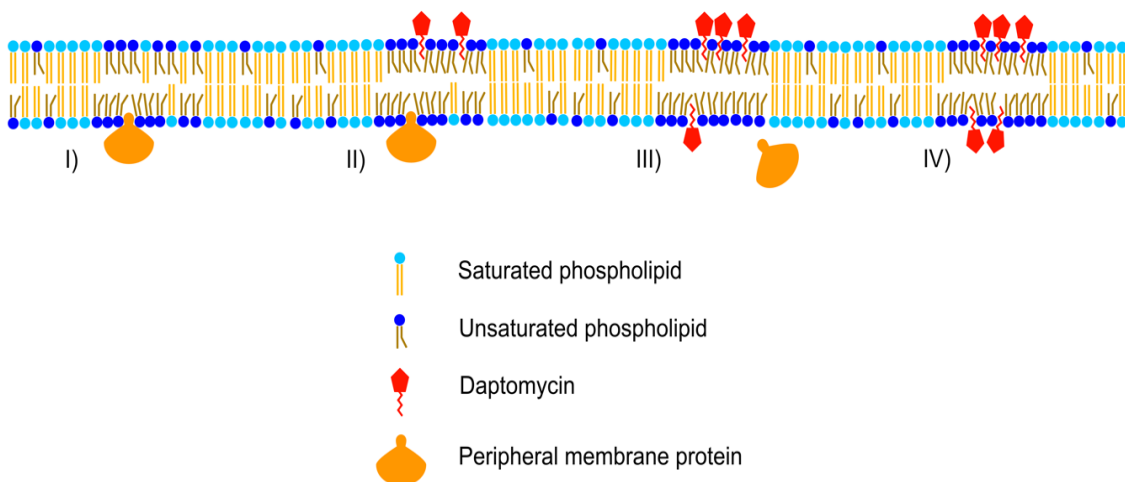 I) II) III) IV)
Saturated phospholipid
Unsaturated phospholipid
Daptomycin
Peripheral membrane protein